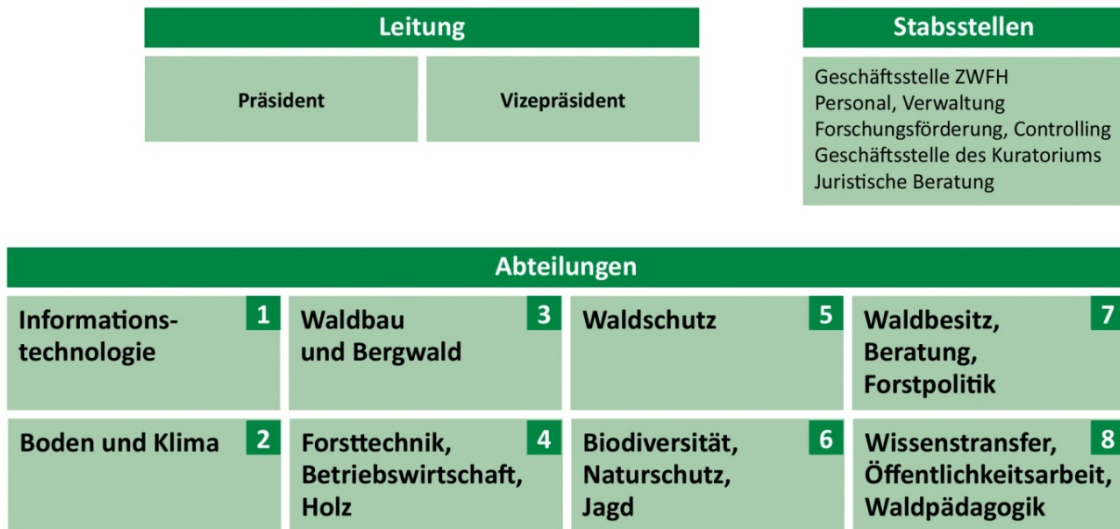 Leitung
Präsident
Vizepräsident
Stabsstellen
Geschäftsstelle ZWFH
Personal, Verwaltung
Forschungsförderung, Controlling
Geschäftsstelle des Kuratoriums
Juristische Beratung
Abteilungen
Informations-
technologie
1
Waldbau
und Bergwald
3
Waldschutz
5
Waldbesitz,
Beratung,
Forstpolitik
7
Boden und Klima
2
Forsttechnik,
Betriebswirtschaft,
Holz
4
Biodiversität,
Naturschutz,
Jagd
6
Wissenstransfer,
Öffentlichkeitsarbeit,
Waldpädagogik
8